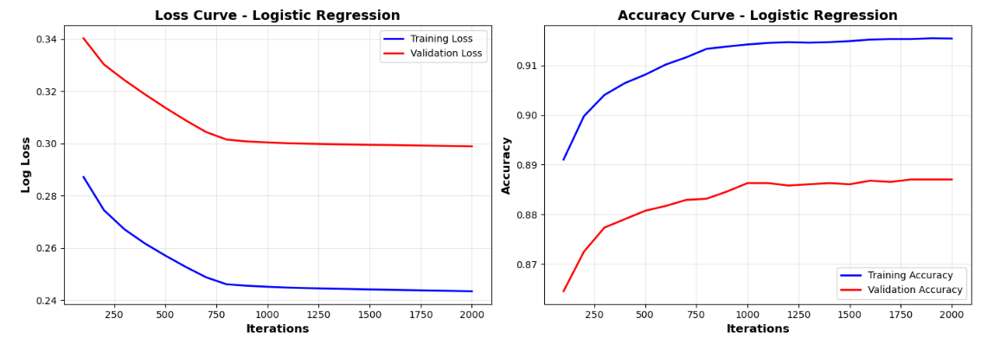 Loss Curve - Logistic Regression
Training Loss
Validation Loss
0.34
0.32
0.30
0.28
0.26
0.24
Log Loss
250 500 750 1000 1250 1500 1750 2000
Iterations
Accuracy Curve - Logistic Regression
0.91
0.90
0.89
0.88
0.87
Accuracy
Training Accuracy
Validation Accuracy
250 500 750 1000 1250 1500 1750 2000
Iterations